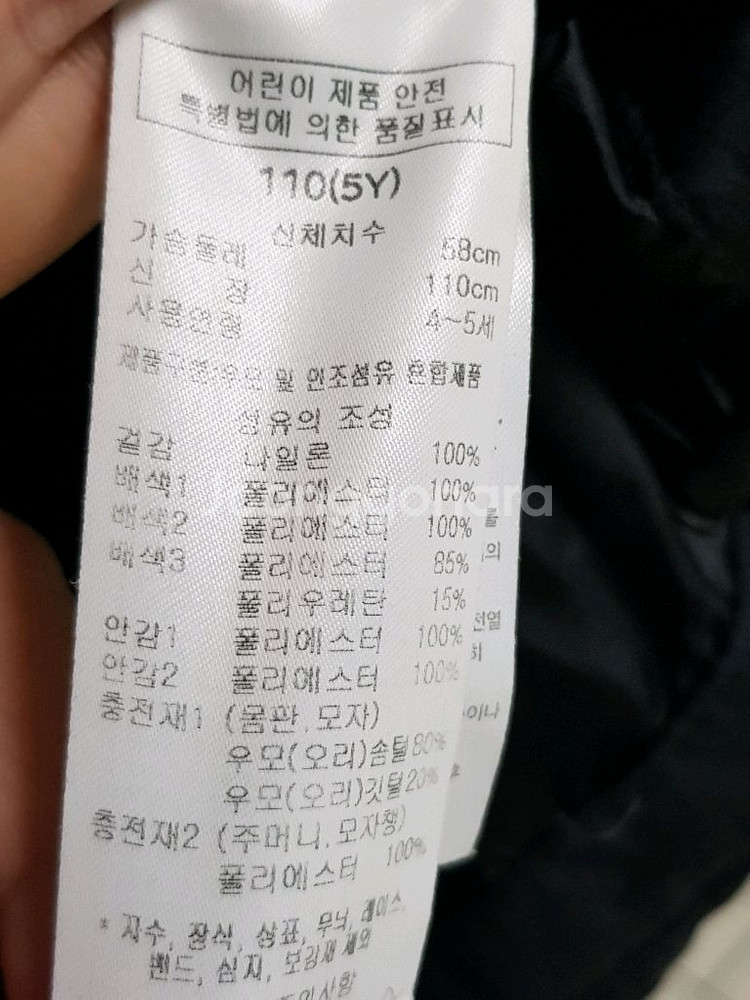 어린이 제품 안전
특별법에 의한 품질표시
110(5Y)
신체치수
가슴둘레 58cm
신 장 110cm
사용연령 4~5세
제품구분:우모 및 인조섬유 혼합제품
섬유의 조성
겉감 나일론 100%
배색1 폴리에스터 100%
배색2 폴리에스터 100%
배색3 폴리에스터 85%
폴리우레탄 15%
안감1 폴리에스터 100%
안감2 폴리에스터 100%
충전재1 (몸판,모자)
우모(오리)솜털 80%
우모(오리)깃털 20%
충전재2 (주머니,모자챙)
폴리에스터 100%
* 자수, 장식, 상표, 무늬, 레이스,
밴드, 심지, 보강재 제외